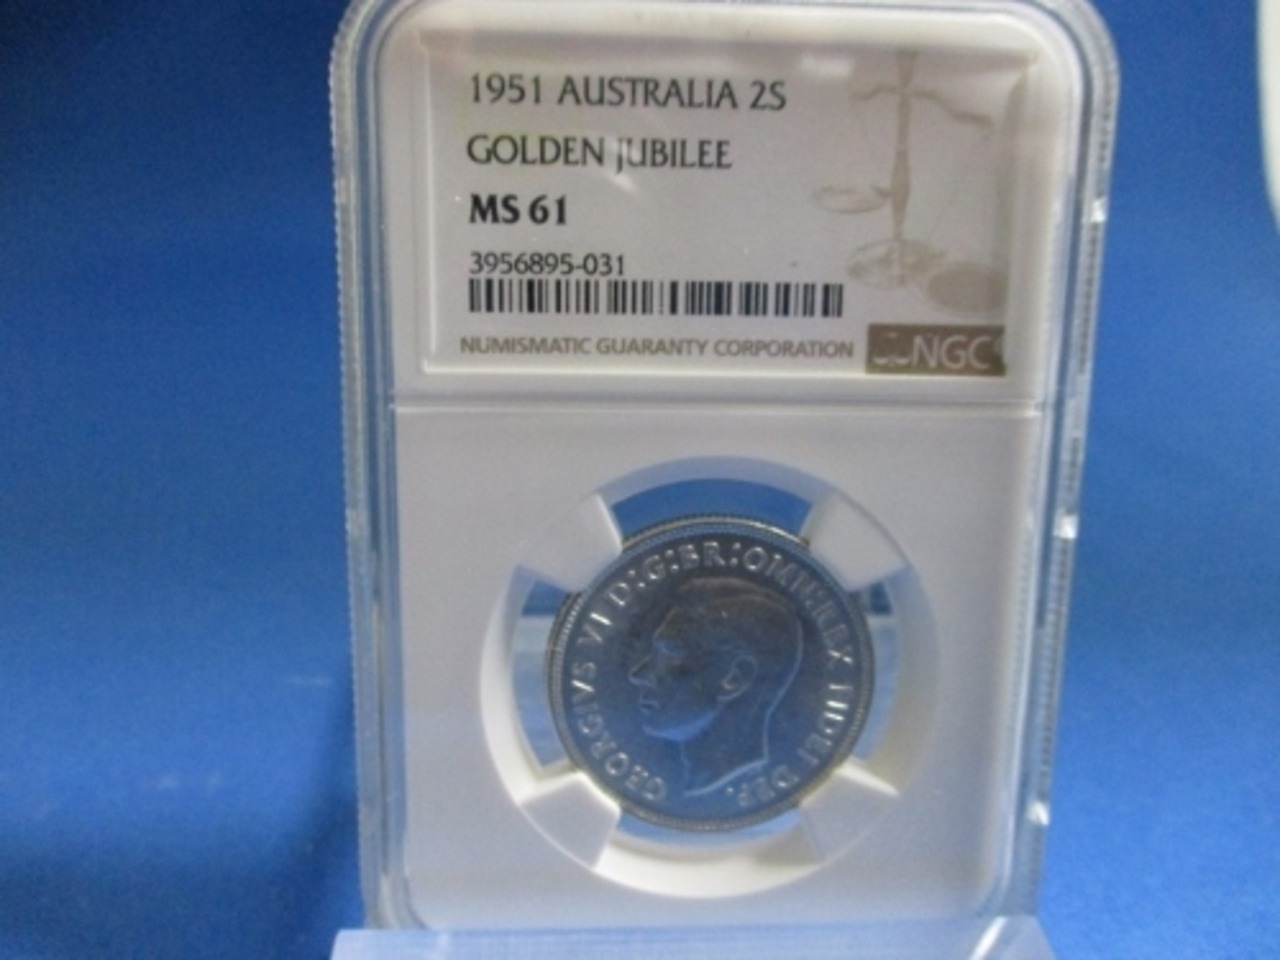 1951 AUSTRALIA 2S
GOLDEN JUBILEE
MS 61
3956895-031
NUMISMATIC GUARANTY CORPORATION NGC
GEORGIVS VI D:G:BR:OMN:REX FIDEI DEF.